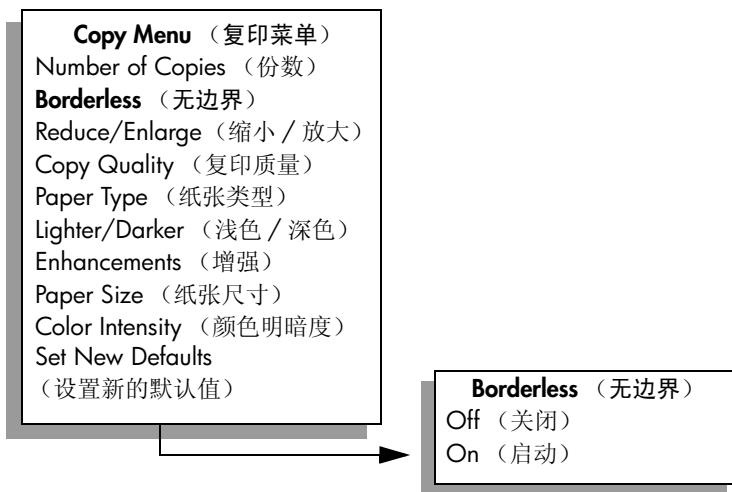 Copy Menu （复印菜单）
Number of Copies （份数）
Borderless （无边界）
Reduce/Enlarge（缩小 / 放大）
Copy Quality （复印质量）
Paper Type （纸张类型）
Lighter/Darker （浅色 / 深色）
Enhancements （增强）
Paper Size （纸张尺寸）
Color Intensity （颜色明暗度）
Set New Defaults
（设置新的默认值）
Borderless （无边界）
Off （关闭）
On （启动）